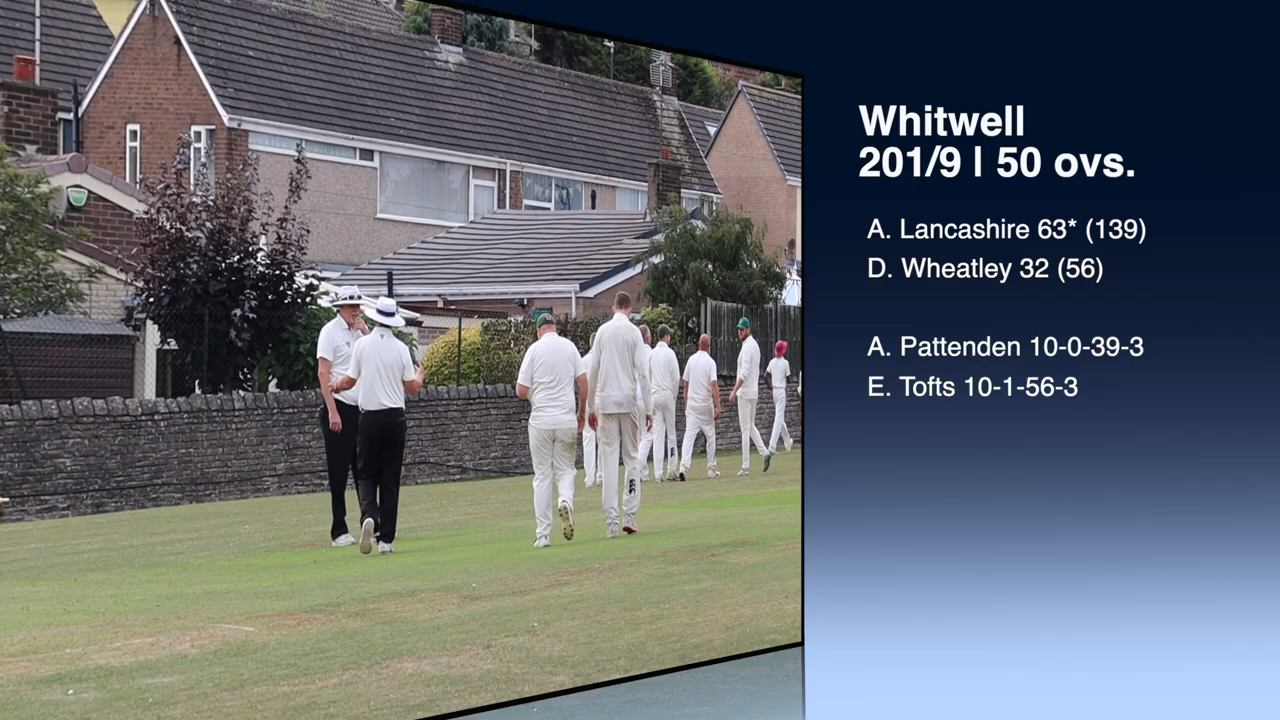 Whitwell
201/9 | 50 ovs.
A. Lancashire 63* (139)
D. Wheatley 32 (56)
A. Pattenden 10-0-39-3
E. Tofts 10-1-56-3